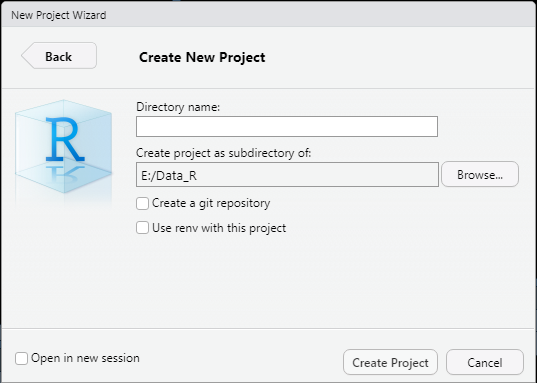 New Project Wizard
Back
Create New Project
R
Directory name:
Create project as subdirectory of:
E:/Data_R
Browse...
Create a git repository
Use renv with this project
Open in new session
Create Project
Cancel